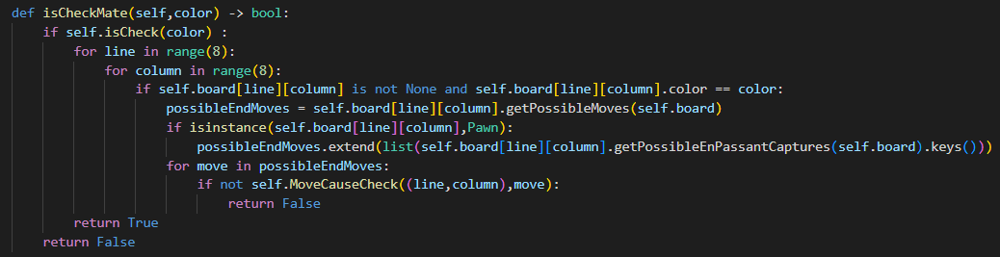 def isCheckMate(self,color) -> bool:
    if self.isCheck(color) :
        for line in range(8):
            for column in range(8):
                if self.board[line][column] is not None and self.board[line][column].color == color:
                    possibleEndMoves = self.board[line][column].getPossibleMoves(self.board)
                    if isinstance(self.board[line][column],Pawn):
                        possibleEndMoves.extend(list(self.board[line][column].getPossibleEnPassantCaptures(self.board).keys()))
                    for move in possibleEndMoves:
                        if not self.MoveCauseCheck((line,column),move):
                            return False
        return True
    return False